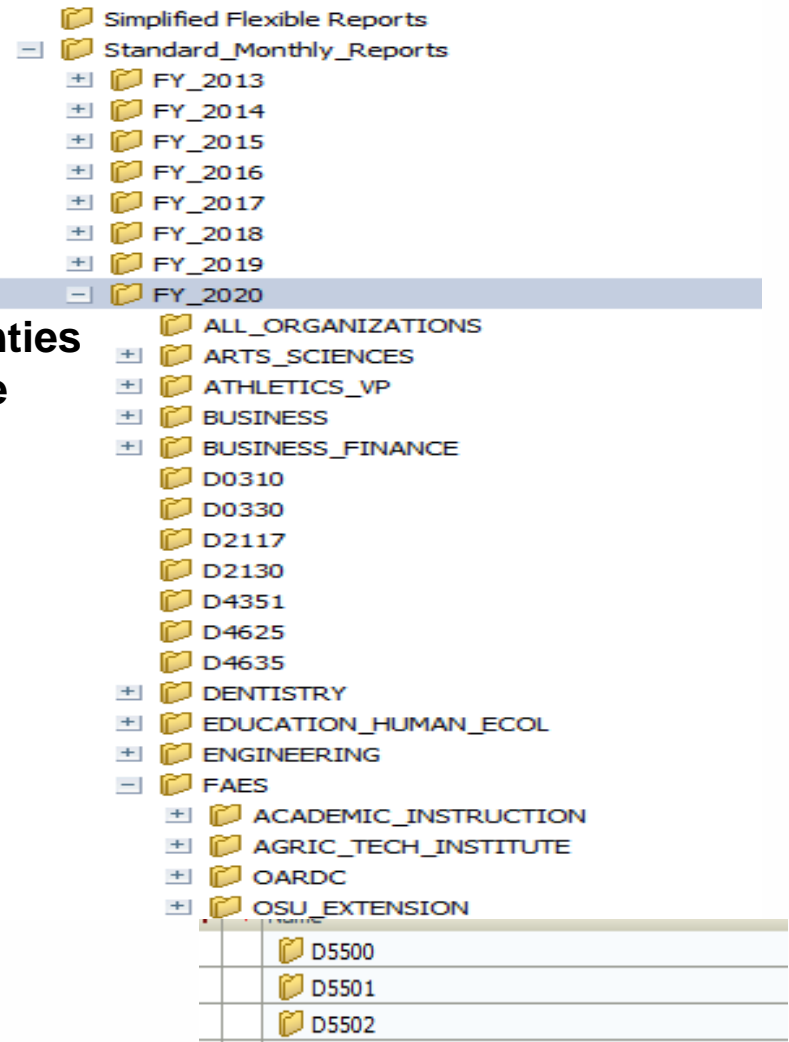 Simplified Flexible Reports
Standard_Monthly_Reports
FY_2013
FY_2014
FY_2015
FY_2016
FY_2017
FY_2018
FY_2019
FY_2020
ALL_ORGANIZATIONS
nties
ARTS_SCIENCES
ATHLETICS_VP
e
BUSINESS
BUSINESS_FINANCE
D0310
D0330
D2117
D2130
D4351
D4625
D4635
DENTISTRY
EDUCATION_HUMAN_ECOL
ENGINEERING
FAES
ACADEMIC_INSTRUCTION
AGRIC_TECH_INSTITUTE
OARDC
OSU_EXTENSION
Name
D5500
D5501
D5502